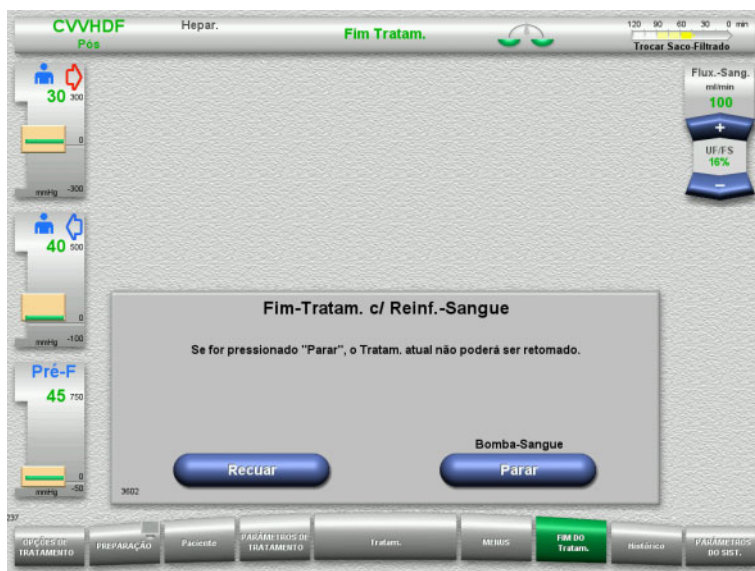 CVVHDF
Pós
Hepar.
Fim Tratam.
120 90 60 30 0 min
Trocar Saco-Filtrado
30
300
0
-300
mmHg
40
500
0
-100
mmHg
Pré-F
45
750
0
-50
mmHg
Flux.-Sang.
ml/min
100
+
UF/FS
16%
−
Fim-Tratam. c/ Reinf.-Sangue
Se for pressionado "Parar", o Tratam. atual não poderá ser retomado.
Bomba-Sangue
Recuar
Parar
3602
237
OPÇÕES DE TRATAMENTO
PREPARAÇÃO
Paciente
PARÂMETROS DE TRATAMENTO
Tratam.
MENUS
FIM DO Tratam.
Histórico
PARÂMETROS DO SIST.